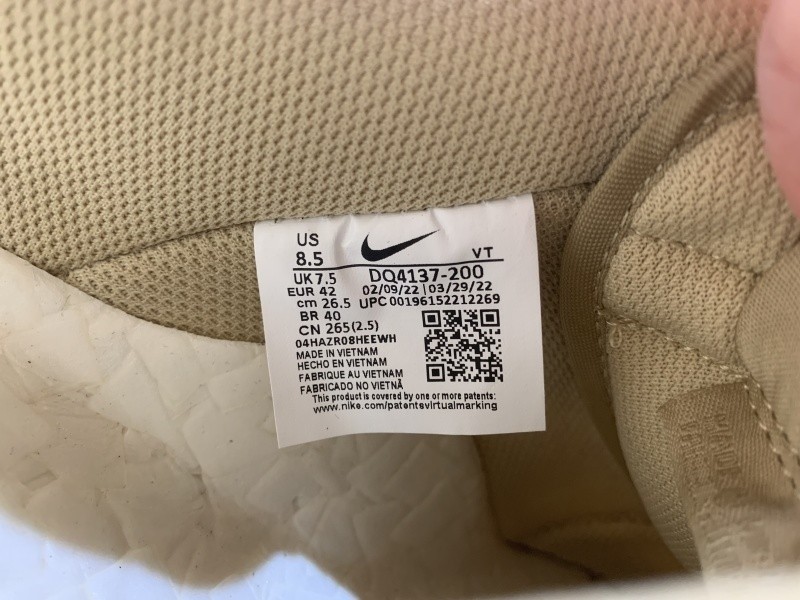 US
8.5
VT
UK 7.5
DQ4137-200
EUR 42
02/09/22 | 03/29/22
cm 26.5
UPC 00196152212269
BR 40
CN 265(2.5)
04HAZR08HEEWH
MADE IN VIETNAM
HECHO EN VIETNAM
FABRIQUE AU VIETNAM
FABRICADO NO VIETNÃ
This product is covered by one or more patents:
www.nike.com/patentsvirtualmarking